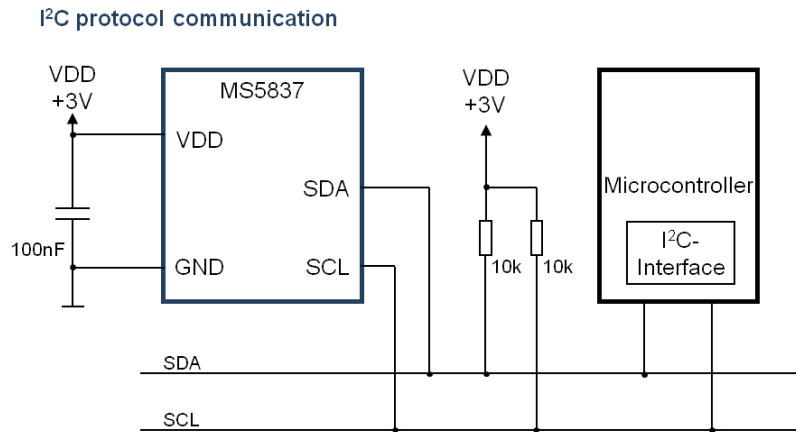 I²C protocol communication
VDD
+3V
MS5837
VDD
SDA
100nF
GND
SCL
VDD
+3V
10k
10k
Microcontroller
I²C-
Interface
SDA
SCL